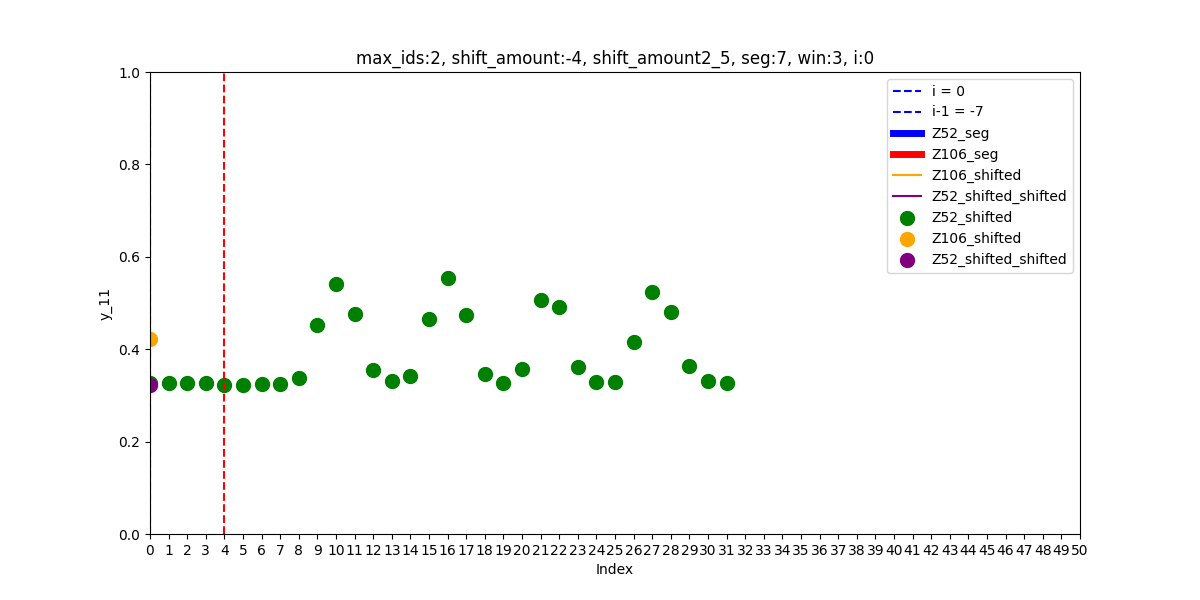 max_ids:2, shift_amount:-4, shift_amount2_5, seg:7, win:3, i:0
1.0
0.8
0.6
0.4
0.2
0.0
y_11
i = 0
i-1 = -7
Z52_seg
Z106_seg
Z106_shifted
Z52_shifted_shifted
Z52_shifted
Z106_shifted
Z52_shifted_shifted
0 1 2 3 4 5 6 7 8 9 10 11 12 13 14 15 16 17 18 19 20 21 22 23 24 25 26 27 28 29 30 31 32 33 34 35 36 37 38 39 40 41 42 43 44 45 46 47 48 49 50
Index